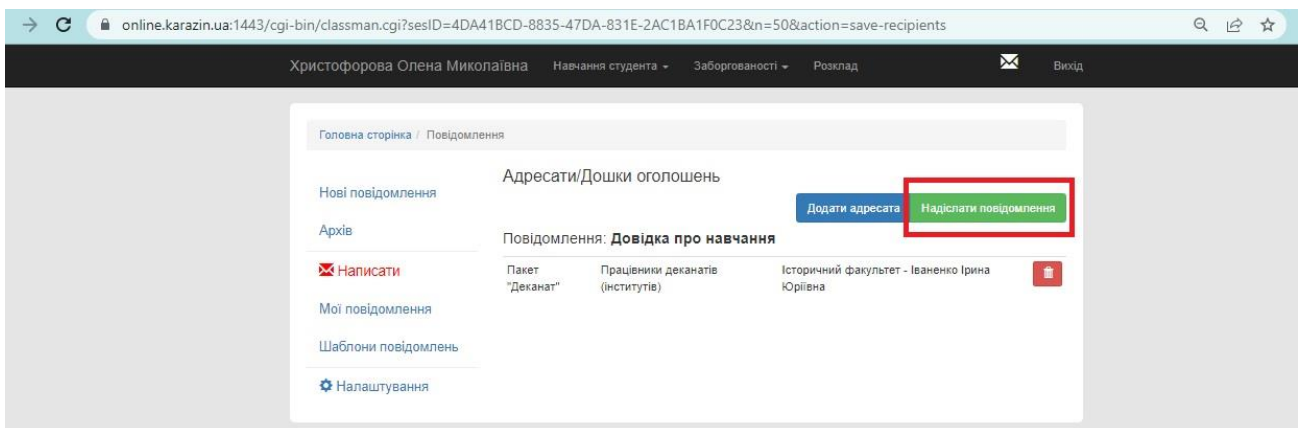 online.karazin.ua:1443/cgi-bin/classman.cgi?sesID=4DA41BCD-8835-47DA-831E-2AC1BA1F0C23&n=50&action=save-recipients
Христофорова Олена Миколаївна Навчання студента Заборгованості Розклад Вихід
Головна сторінка / Повідомлення
Адресати/Дошки оголошень
Нові повідомлення
Додати адресата Надіслати повідомлення
Архів
Повідомлення: Довідка про навчання
Написати
Пакет Працівники деканатів Історичний факультет - Іваненко Ірина
"Деканат" (інститутів) Юріївна
Мої повідомлення
Шаблони повідомлень
Налаштування